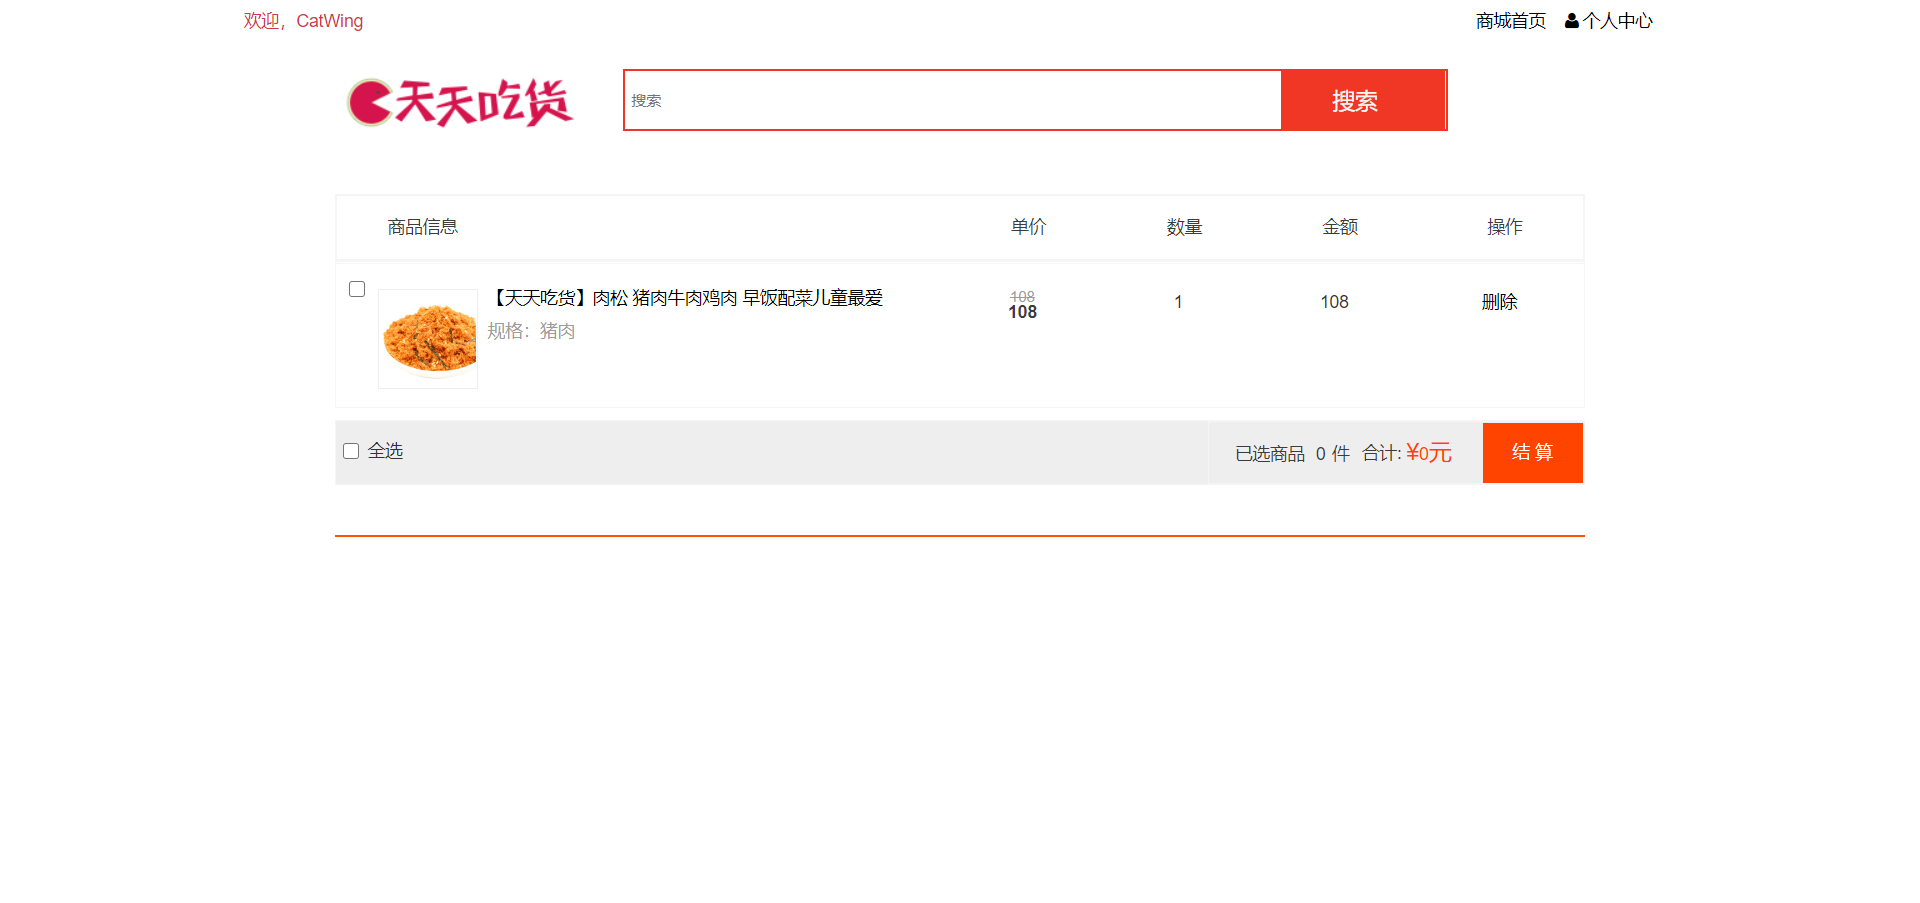 欢迎，CatWing
商城首页 个人中心
天天吃货
搜索
搜索
商品信息 单价 数量 金额 操作
【天天吃货】肉松 猪肉牛肉鸡肉 早饭配菜儿童最爱 108 1 108 删除
规格：猪肉 108
全选 已选商品 0 件 合计: ¥0元 结 算